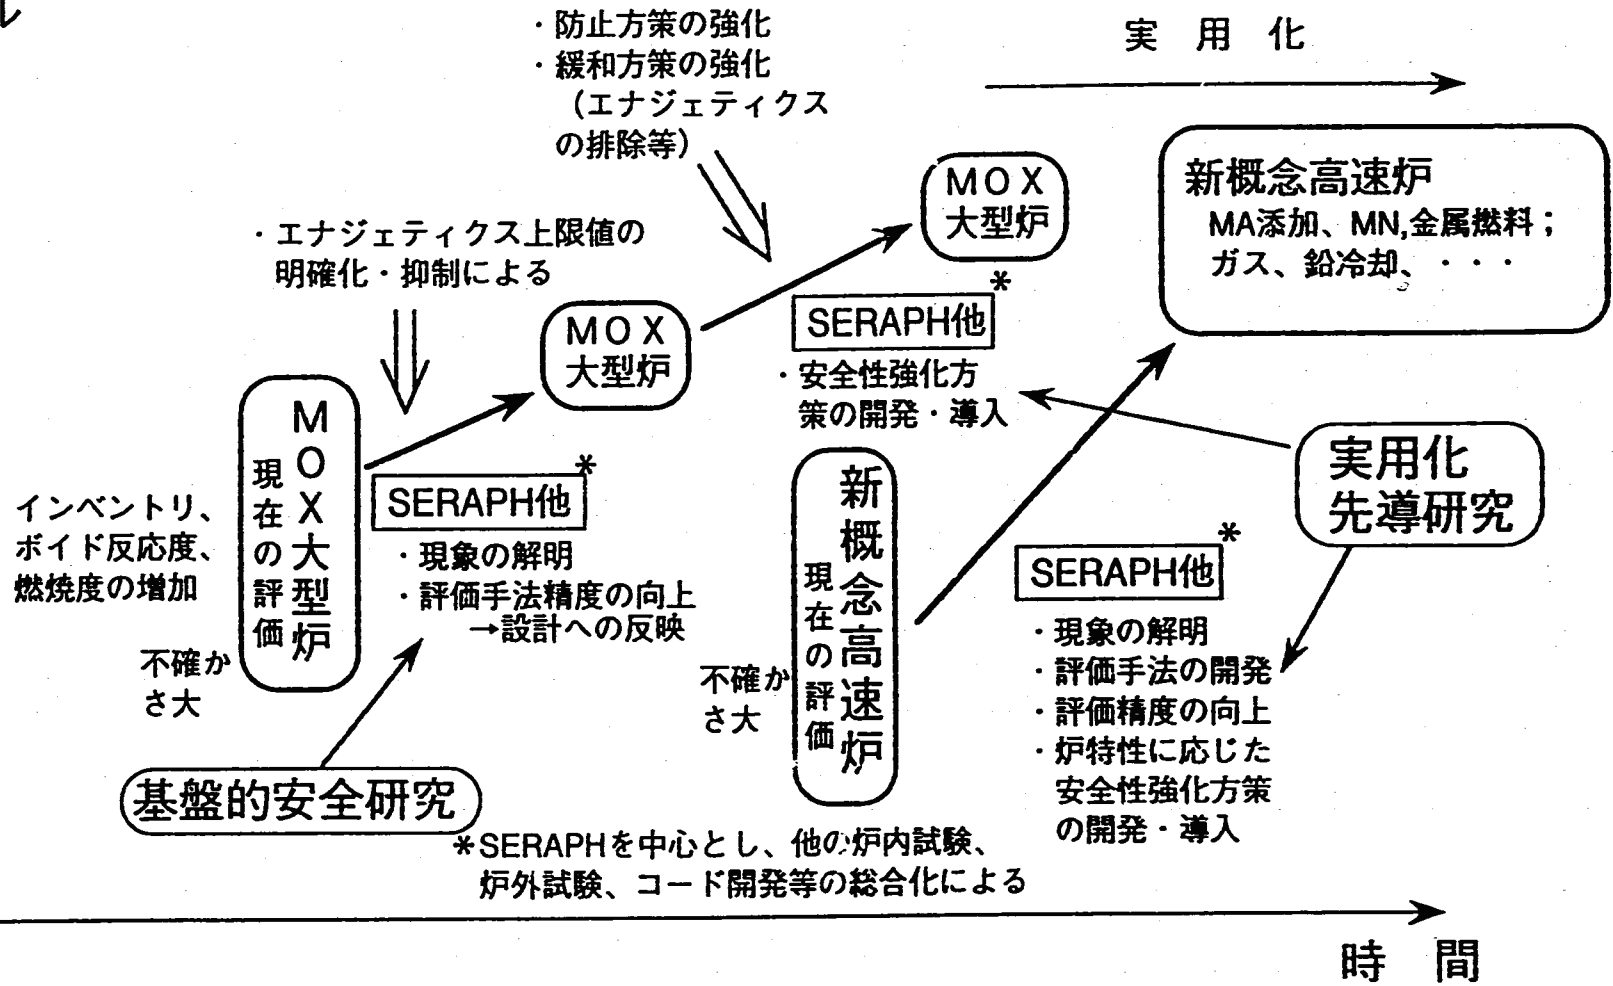 ル
・防止方策の強化
・緩和方策の強化
(エナジェティクス
の排除等)
実 用 化
・エナジェティクス上限値の
明確化・抑制による
MOX
大型炉
MOX
大型炉
新概念高速炉
MA添加、MN,金属燃料；
ガス、鉛冷却、・・・
SERAPH他*
・安全性強化方
策の開発・導入
MOX大型炉
現在の評価
インベントリ、
ボイド反応度、
燃焼度の増加
不確か
さ大
SERAPH他*
・現象の解明
・評価手法精度の向上
→設計への反映
基盤的安全研究
新概念高速炉
現在の評価
不確か
さ大
実用化
先導研究
SERAPH他*
・現象の解明
・評価手法の開発
・評価精度の向上
・炉特性に応じた
安全性強化方策
の開発・導入
*SERAPHを中心とし、他の炉内試験、
炉外試験、コード開発等の総合化による
時 間